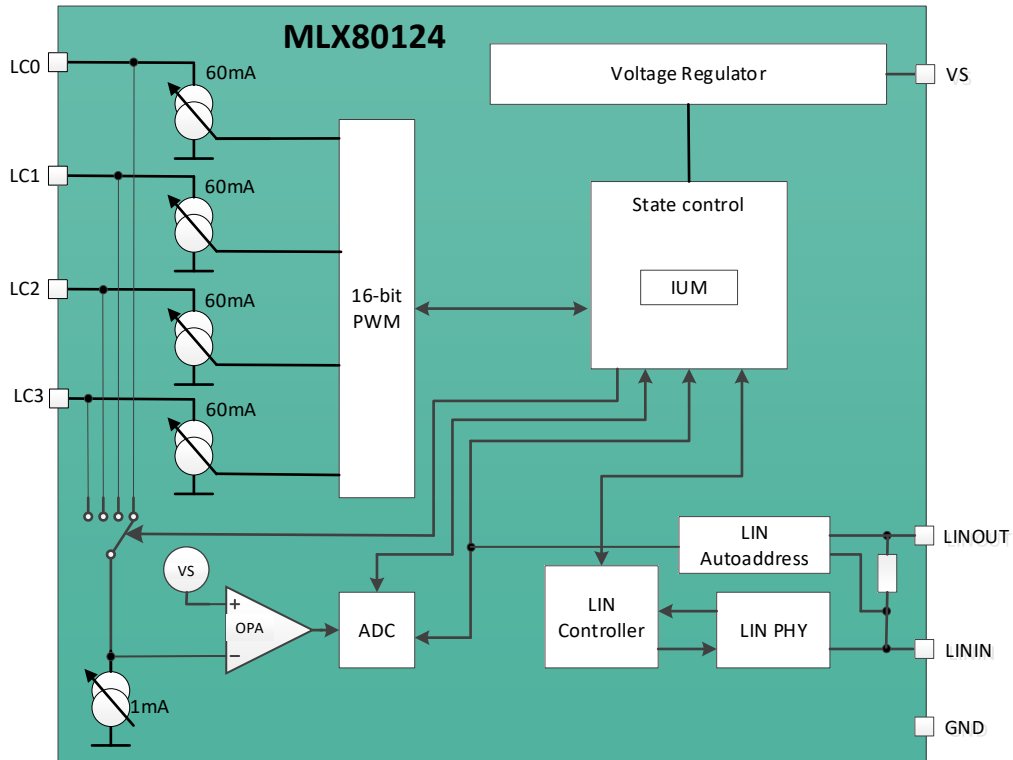 MLX80124
LC0
60mA
Voltage Regulator
VS
LC1
60mA
State control
IUM
LC2
60mA
16-bit
PWM
LC3
60mA
LIN
Autoaddress
LINOUT
VS
+
OPA
−
ADC
LIN
Controller
LIN PHY
LININ
1mA
GND